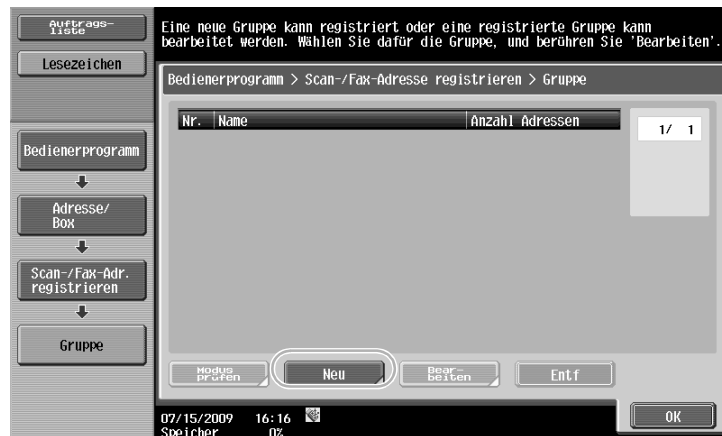 Auftrags-
liste
Lesezeichen
Eine neue Gruppe kann registriert oder eine registrierte Gruppe kann
bearbeitet werden. Wählen Sie dafür die Gruppe, und berühren Sie 'Bearbeiten'.
Bedienerprogramm > Scan-/Fax-Adresse registrieren > Gruppe
Nr. Name Anzahl Adressen
1/ 1
Bedienerprogramm
Adresse/
Box
Scan-/Fax-Adr.
registrieren
Gruppe
Modus
prüfen
Neu
Bear-
beiten
Entf
07/15/2009 16:16
Speicher 0%
OK